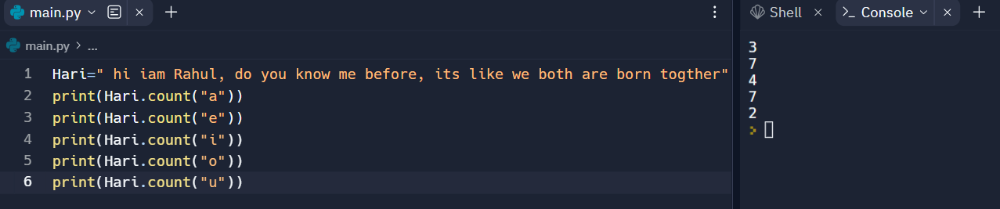 main.py
Shell
Console
main.py > ...
1 Hari=" hi iam Rahul, do you know me before, its like we both are born togther"
2 print(Hari.count("a"))
3 print(Hari.count("e"))
4 print(Hari.count("i"))
5 print(Hari.count("o"))
6 print(Hari.count("u"))
3
7
4
7
2
>